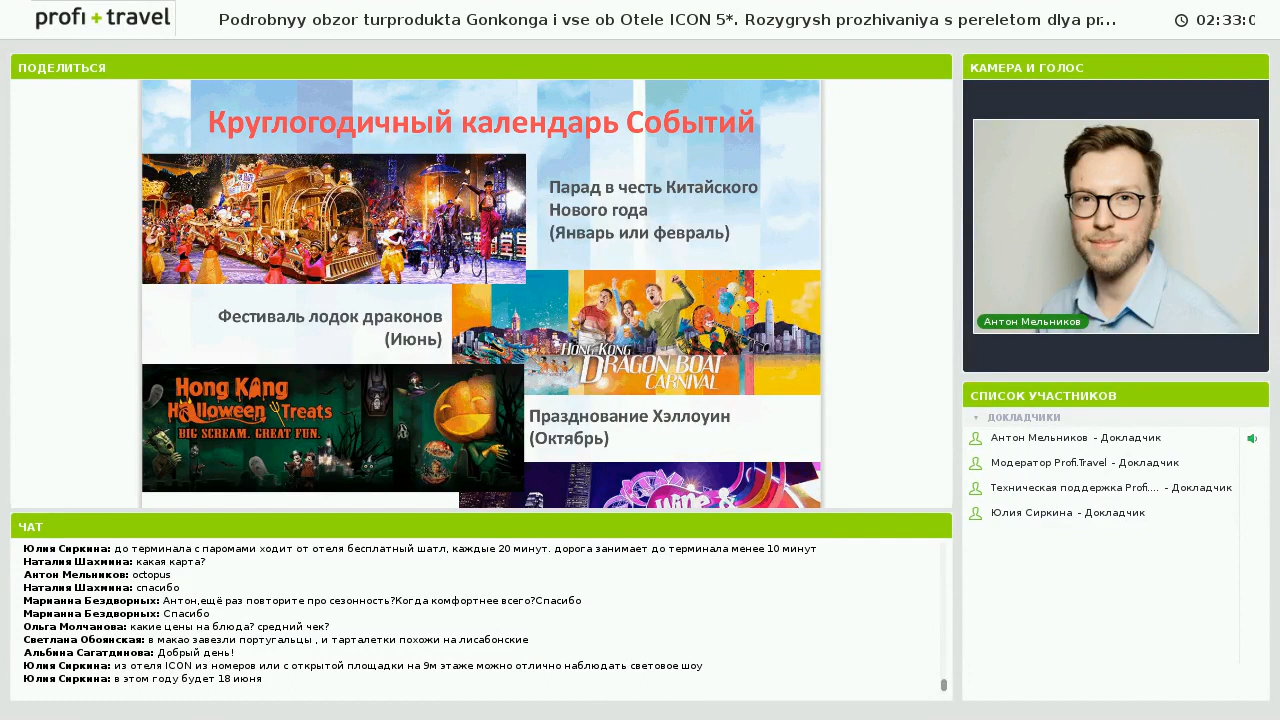 profi + travel
Podrobnyy obzor turprodukta Gonkonga i vse ob Otele ICON 5*. Rozygrysh prozhivaniya s pereletom dlya pr...
02:33:0
ПОДЕЛИТЬСЯ
Круглогодичный календарь Событий
Парад в честь Китайского
Нового года
(Январь или февраль)
Фестиваль лодок драконов
(Июнь)
HONG KONG
DRAGON BOAT
CARNIVAL
Hong Kong
Halloween Treats
BIG SCREAM. GREAT FUN.
Празднование Хэллоуин
(Октябрь)
Wine &
КАМЕРА И ГОЛОС
Антон Мельников
СПИСОК УЧАСТНИКОВ
ДОКЛАДЧИКИ
Антон Мельников - Докладчик
Модератор Profi.Travel - Докладчик
Техническая поддержка Profi.... - Докладчик
Юлия Сиркина - Докладчик
ЧАТ
Юлия Сиркина: до терминала с паромами ходит от отеля бесплатный шатл, каждые 20 минут. дорога занимает до терминала менее 10 минут
Наталия Шахмина: какая карта?
Антон Мельников: octopus
Наталия Шахмина: спасибо
Марианна Бездворных: Антон,ещё раз повторите про сезонность?Когда комфортнее всего?Спасибо
Марианна Бездворных: Спасибо
Ольга Молчанова: какие цены на блюда? средний чек?
Светлана Обоянская: в макао завезли португальцы , и тарталетки похожи на лисабонские
Альбина Сагатдинова: Добрый день!
Юлия Сиркина: из отеля ICON из номеров или с открытой площадки на 9м этаже можно отлично наблюдать световое шоу
Юлия Сиркина: в этом году будет 18 июня